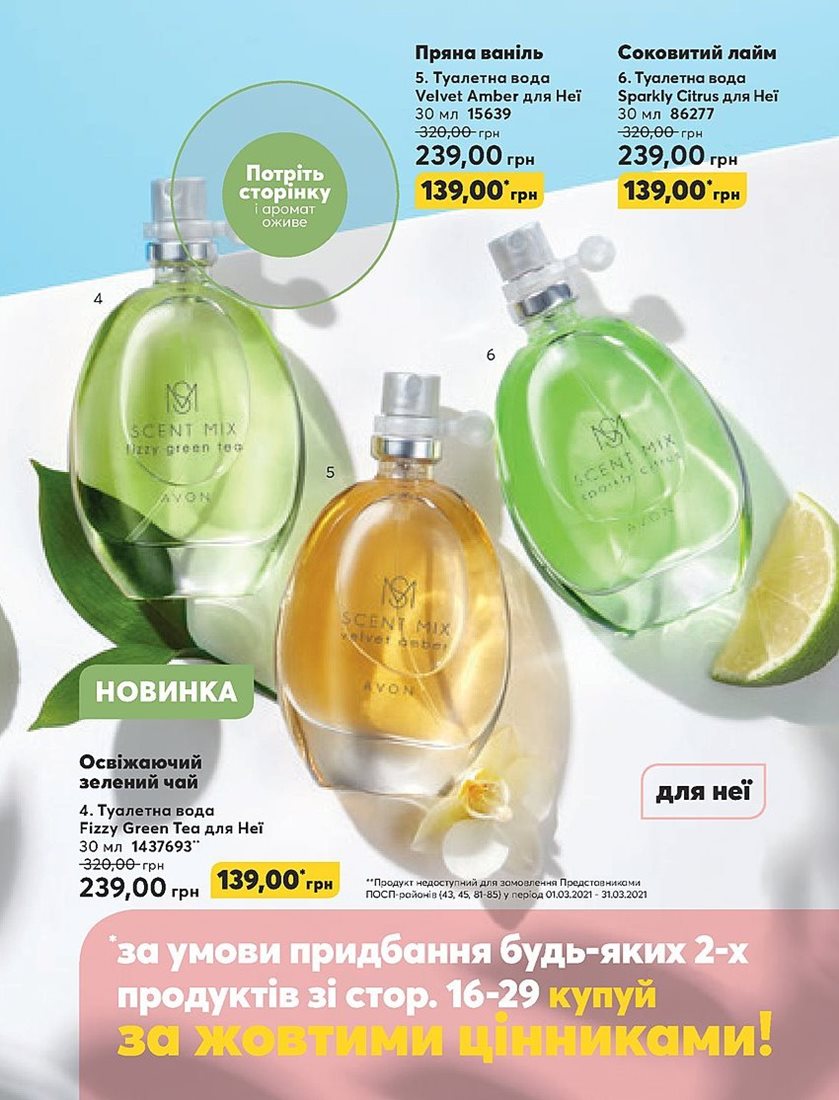 Пряна ваніль
5. Туалетна вода
Velvet Amber для Неї
30 мл 15639
320,00 грн
239,00 грн
139,00* грн
Соковитий лайм
6. Туалетна вода
Sparkly Citrus для Неї
30 мл 86277
320,00 грн
239,00 грн
139,00* грн
Потріть
сторінку
і аромат
оживе
4
SM
SCENT MIX
fizzy green tea
AVON
5
SM
SCENT MIX
velvet amber
AVON
6
SM
SCENT MIX
sparkly citrus
AVON
НОВИНКА
Освіжаючий
зелений чай
4. Туалетна вода
Fizzy Green Tea для Неї
30 мл 1437693**
320,00 грн
239,00 грн
139,00* грн
для неї
**Продукт недоступний для замовлення Представниками
ПОСП-районів (43, 45, 81-85) у період 01.03.2021 - 31.03.2021
*за умови придбання будь-яких 2-х
продуктів зі стор. 16-29 купуй
за жовтими цінниками!